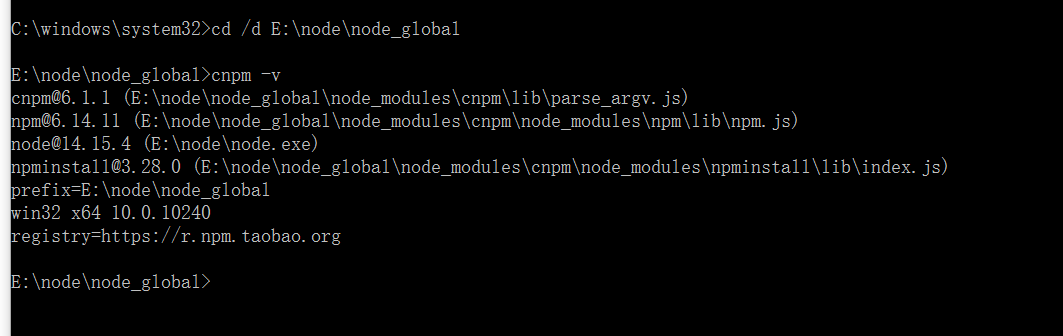 C:\windows\system32>cd /d E:\node\node_global
E:\node\node_global>cnpm -v
cnpm@6.1.1 (E:\node\node_global\node_modules\cnpm\lib\parse_argv.js)
npm@6.14.11 (E:\node\node_global\node_modules\cnpm\node_modules\npm\lib\npm.js)
node@14.15.4 (E:\node\node.exe)
npminstall@3.28.0 (E:\node\node_global\node_modules\cnpm\node_modules\npminstall\lib\index.js)
prefix=E:\node\node_global
win32 x64 10.0.10240
registry=https://r.npm.taobao.org
E:\node\node_global>